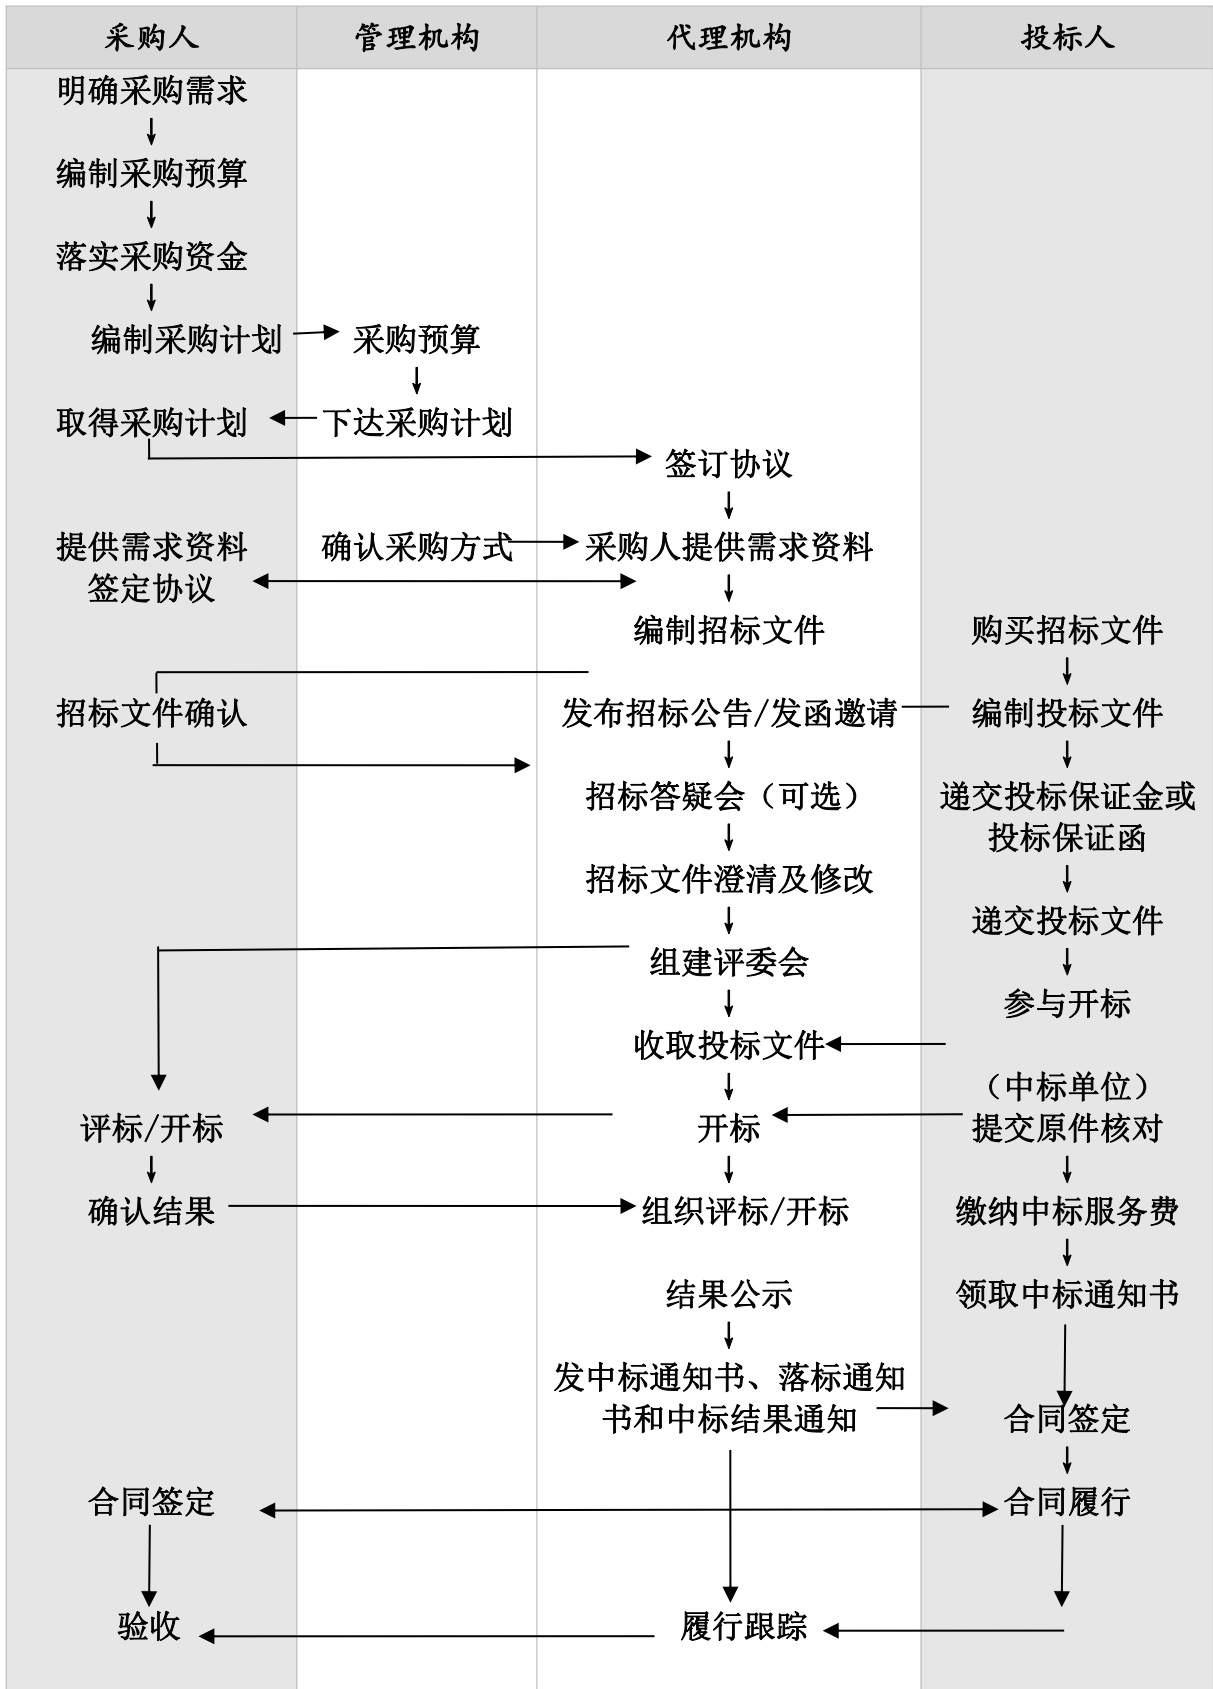 采购人 管理机构 代理机构 投标人
明确采购需求
编制采购预算
落实采购资金
编制采购计划 采购预算
取得采购计划 下达采购计划
签订协议
提供需求资料 确认采购方式 采购人提供需求资料
签定协议
编制招标文件 购买招标文件
招标文件确认 发布招标公告/发函邀请 编制投标文件
招标答疑会（可选） 递交投标保证金或
投标保证函
招标文件澄清及修改
递交投标文件
组建评委会
参与开标
收取投标文件
（中标单位）
评标/开标 开标 提交原件核对
确认结果 组织评标/开标 缴纳中标服务费
结果公示 领取中标通知书
发中标通知书、落标通知
书和中标结果通知 合同签定
合同签定 合同履行
验收 履行跟踪